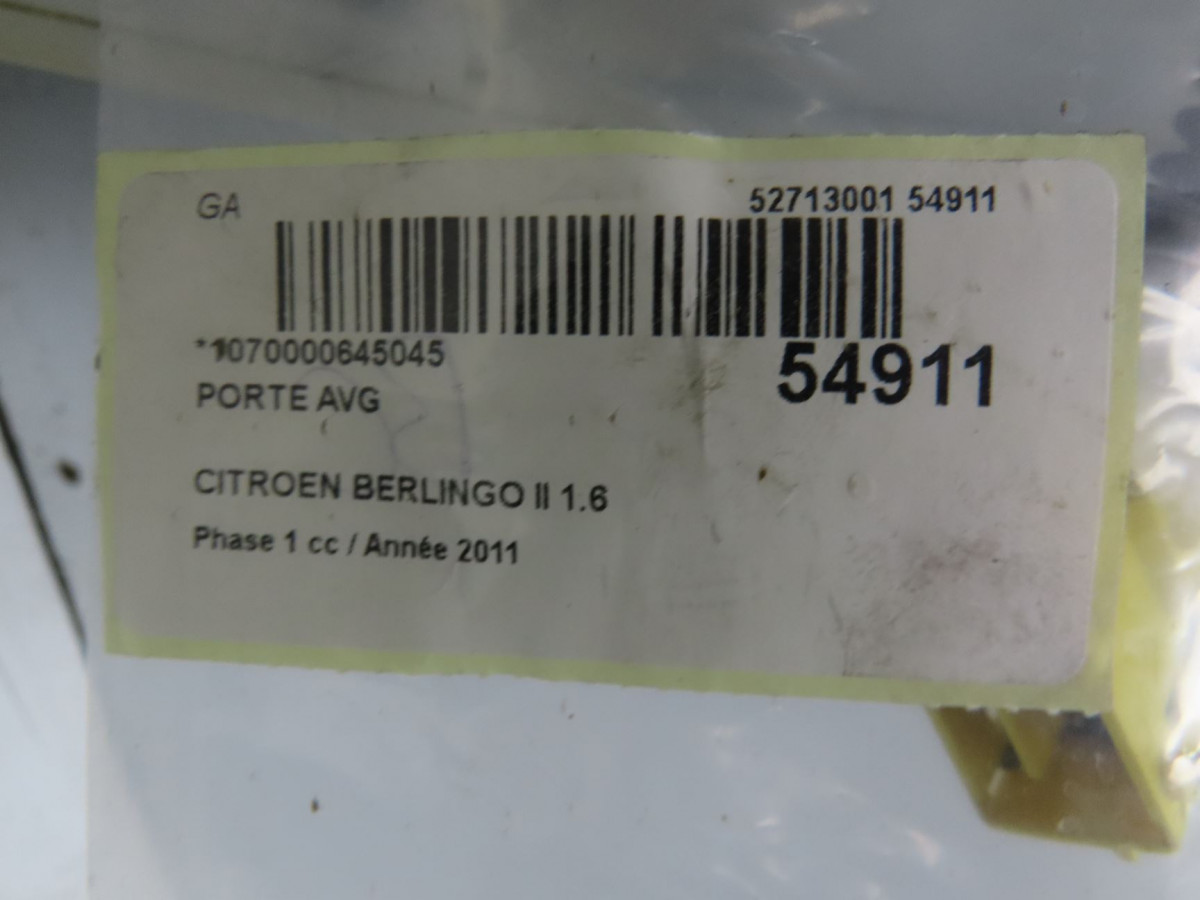 GA
52713001 54911
*1070000645045
54911
PORTE AVG
CITROEN BERLINGO II 1.6
Phase 1 cc / Année 2011